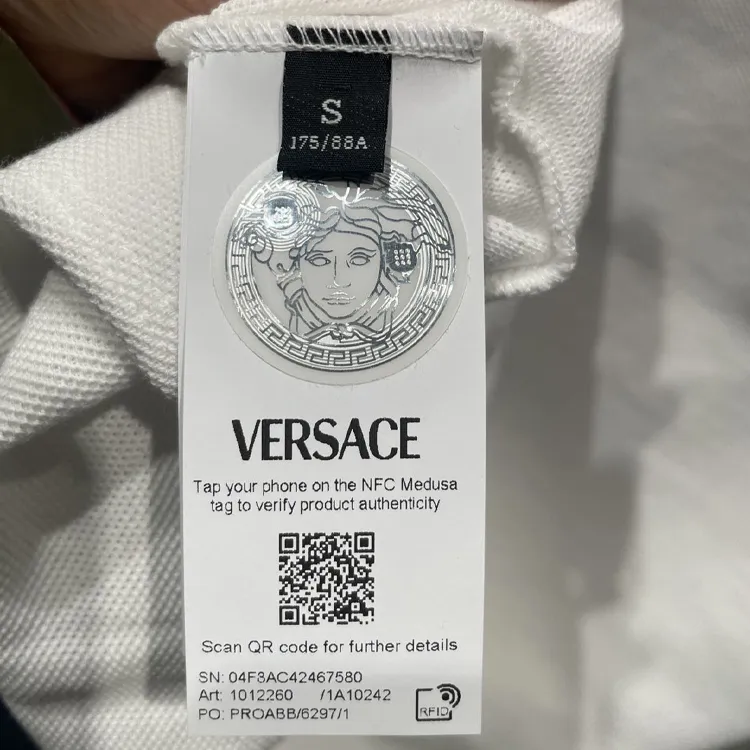 S
175/88A
VERSACE
Tap your phone on the NFC Medusa
tag to verify product authenticity
Scan QR code for further details
SN: 04F3AC42467580
Art: 1012260 /1A10242
PO: PROABB/6297/1
RFID